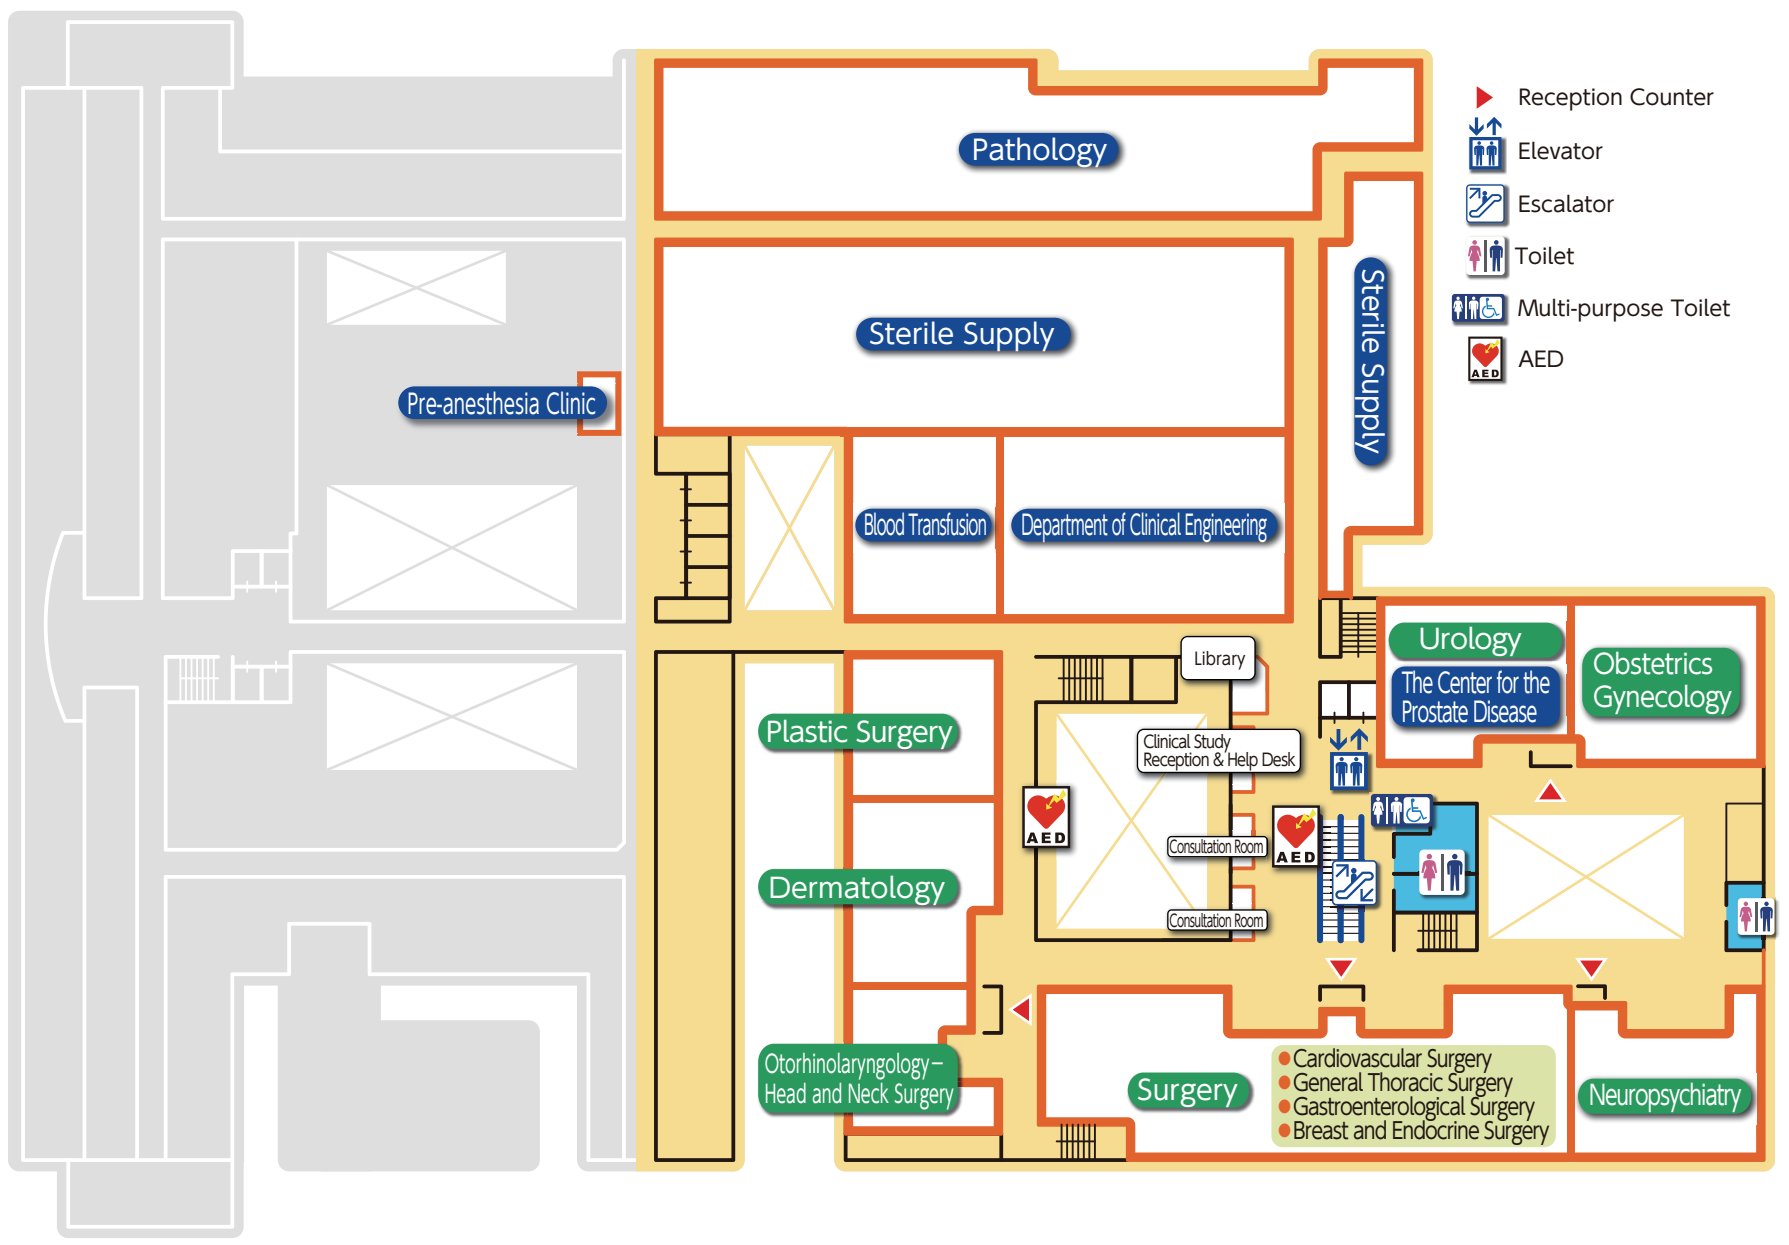 Pathology
Reception Counter
Elevator
Escalator
Toilet
Multi-purpose Toilet
AED
AED
Sterile Supply
Sterile Supply
Pre-anesthesia Clinic
Blood Transfusion
Department of Clinical Engineering
Library
Urology
The Center for the
Prostate Disease
Obstetrics
Gynecology
Plastic Surgery
Clinical Study
Reception & Help Desk
AED
AED
Consultation Room
Dermatology
Consultation Room
Otorhinolaryngology–
Head and Neck Surgery
Surgery
Cardiovascular Surgery
General Thoracic Surgery
Gastroenterological Surgery
Breast and Endocrine Surgery
Neuropsychiatry